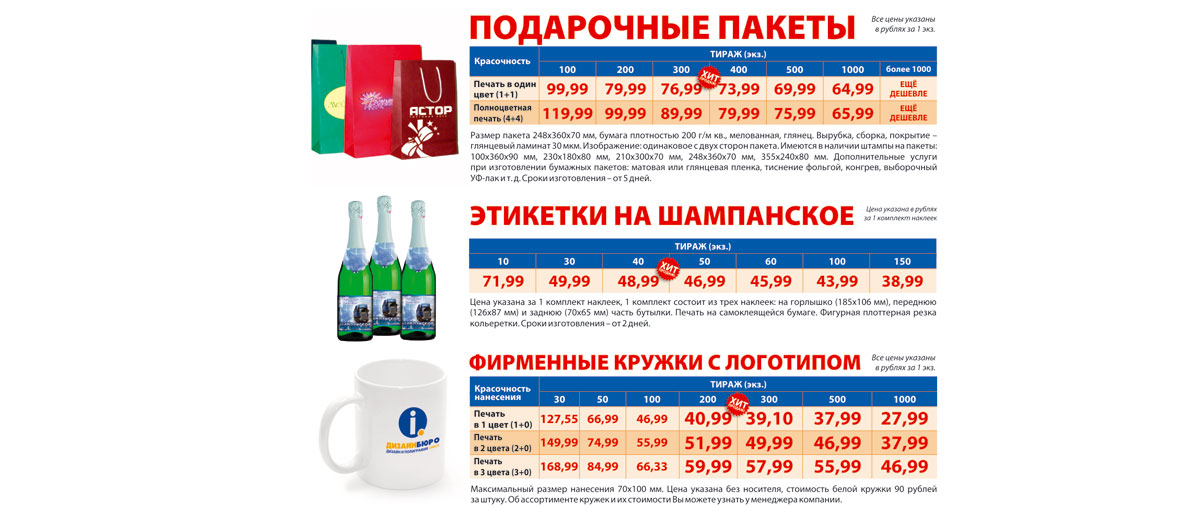 ПОДАРОЧНЫЕ ПАКЕТЫ
Все цены указаны
в рублях за 1 экз.
Красочность
ТИРАЖ (экз.)
100 200 300 400 500 1000 более 1000
ХИТ
Печать в один
цвет (1+1)
99,99 79,99 76,99 73,99 69,99 64,99 ЕЩЁ
ДЕШЕВЛЕ
Полноцветная
печать (4+4)
119,99 99,99 89,99 79,99 75,99 65,99 ЕЩЁ
ДЕШЕВЛЕ
АСТОР
Размер пакета 248х360х70 мм, бумага плотностью 200 г/м кв., мелованная, глянец. Вырубка, сборка, покрытие –
глянцевый ламинат 30 мкм. Изображение: одинаковое с двух сторон пакета. Имеются в наличии штампы на пакеты:
100х360х90 мм, 230х180х80 мм, 210х300х70 мм, 248х360х70 мм, 355х240х80 мм. Дополнительные услуги
при изготовлении бумажных пакетов: матовая или глянцевая пленка, тиснение фольгой, конгрев, выборочный
УФ-лак и т. д. Сроки изготовления – от 5 дней.
ЭТИКЕТКИ НА ШАМПАНСКОЕ
Цена указана в рублях
за 1 комплект наклеек
ТИРАЖ (экз.)
10 30 40 50 60 100 150
ХИТ
71,99 49,99 48,99 46,99 45,99 43,99 38,99
Цена указана за 1 комплект наклеек, 1 комплект состоит из трех наклеек: на горлышко (185х106 мм), переднюю
(126х87 мм) и заднюю (70х65 мм) часть бутылки. Печать на самоклеящейся бумаге. Фигурная плоттерная резка
кольеретки. Сроки изготовления – от 2 дней.
ФИРМЕННЫЕ КРУЖКИ С ЛОГОТИПОМ
Все цены указаны
в рублях за 1 экз.
Красочность
нанесения
ТИРАЖ (экз.)
30 50 100 200 300 500 1000
ХИТ
Печать
в 1 цвет (1+0)
127,55 66,99 46,99 40,99 39,10 37,99 27,99
Печать
в 2 цвета (2+0)
149,99 74,99 55,99 51,99 49,99 46,99 37,99
Печать
в 3 цвета (3+0)
168,99 84,99 66,33 59,99 57,99 55,99 46,99
ДИЗАЙНБЮРО
Максимальный размер нанесения 70х100 мм. Цена указана без носителя, стоимость белой кружки 90 рублей
за штуку. Об ассортименте кружек и их стоимости Вы можете узнать у менеджера компании.